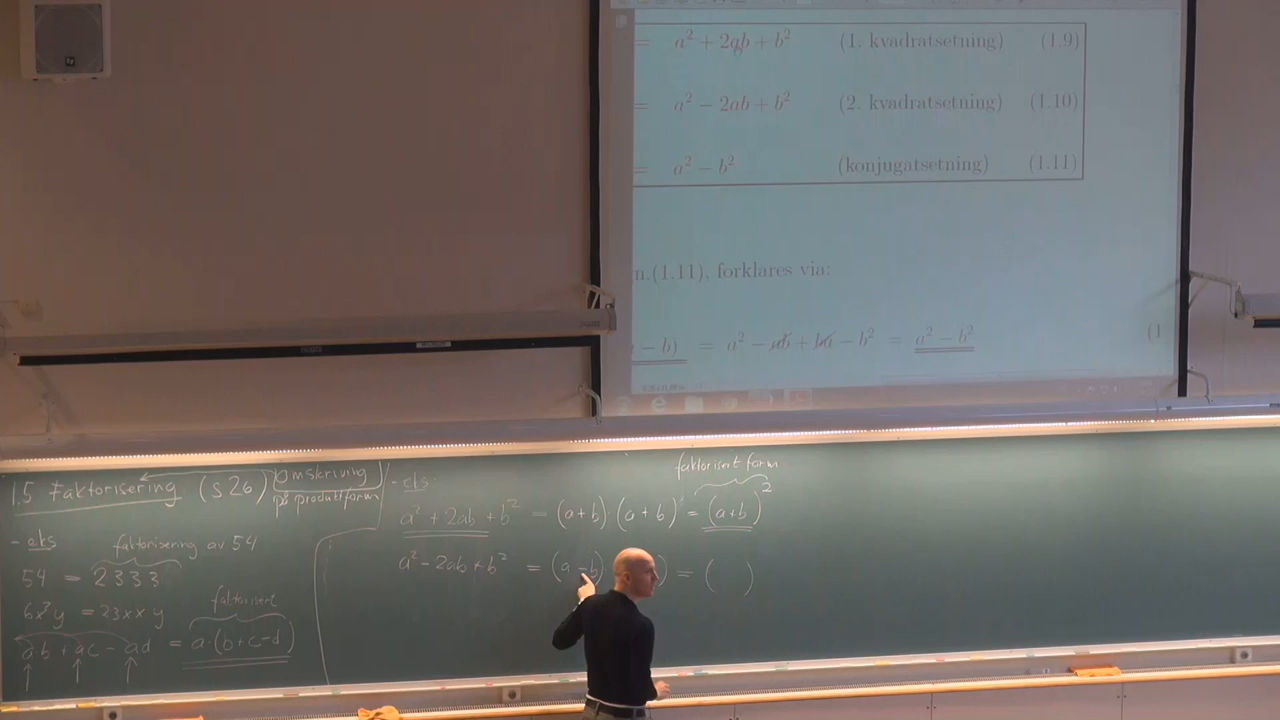 = a² + 2ab + b² (1. kvadratsetning) (1.9)
= a² − 2ab + b² (2. kvadratsetning) (1.10)
= a² − b² (konjugatsetning) (1.11)
n.(1.11), forklares via:
− b) = a² − ab + ba − b² = a² − b² (1
1.5 Faktorisering (s 26)
Omskriving
på produktform
- eks
faktorisering av 54
54 = 2 3 3 3
6x²y = 2 3 x x y
faktorisert
ab + ac − ad = a·(b+c−d)
- eks:
faktorisert form
a² + 2ab + b² = (a+b)·(a+b) = (a+b)²
a² − 2ab + b² = (a−b) ) = ( )